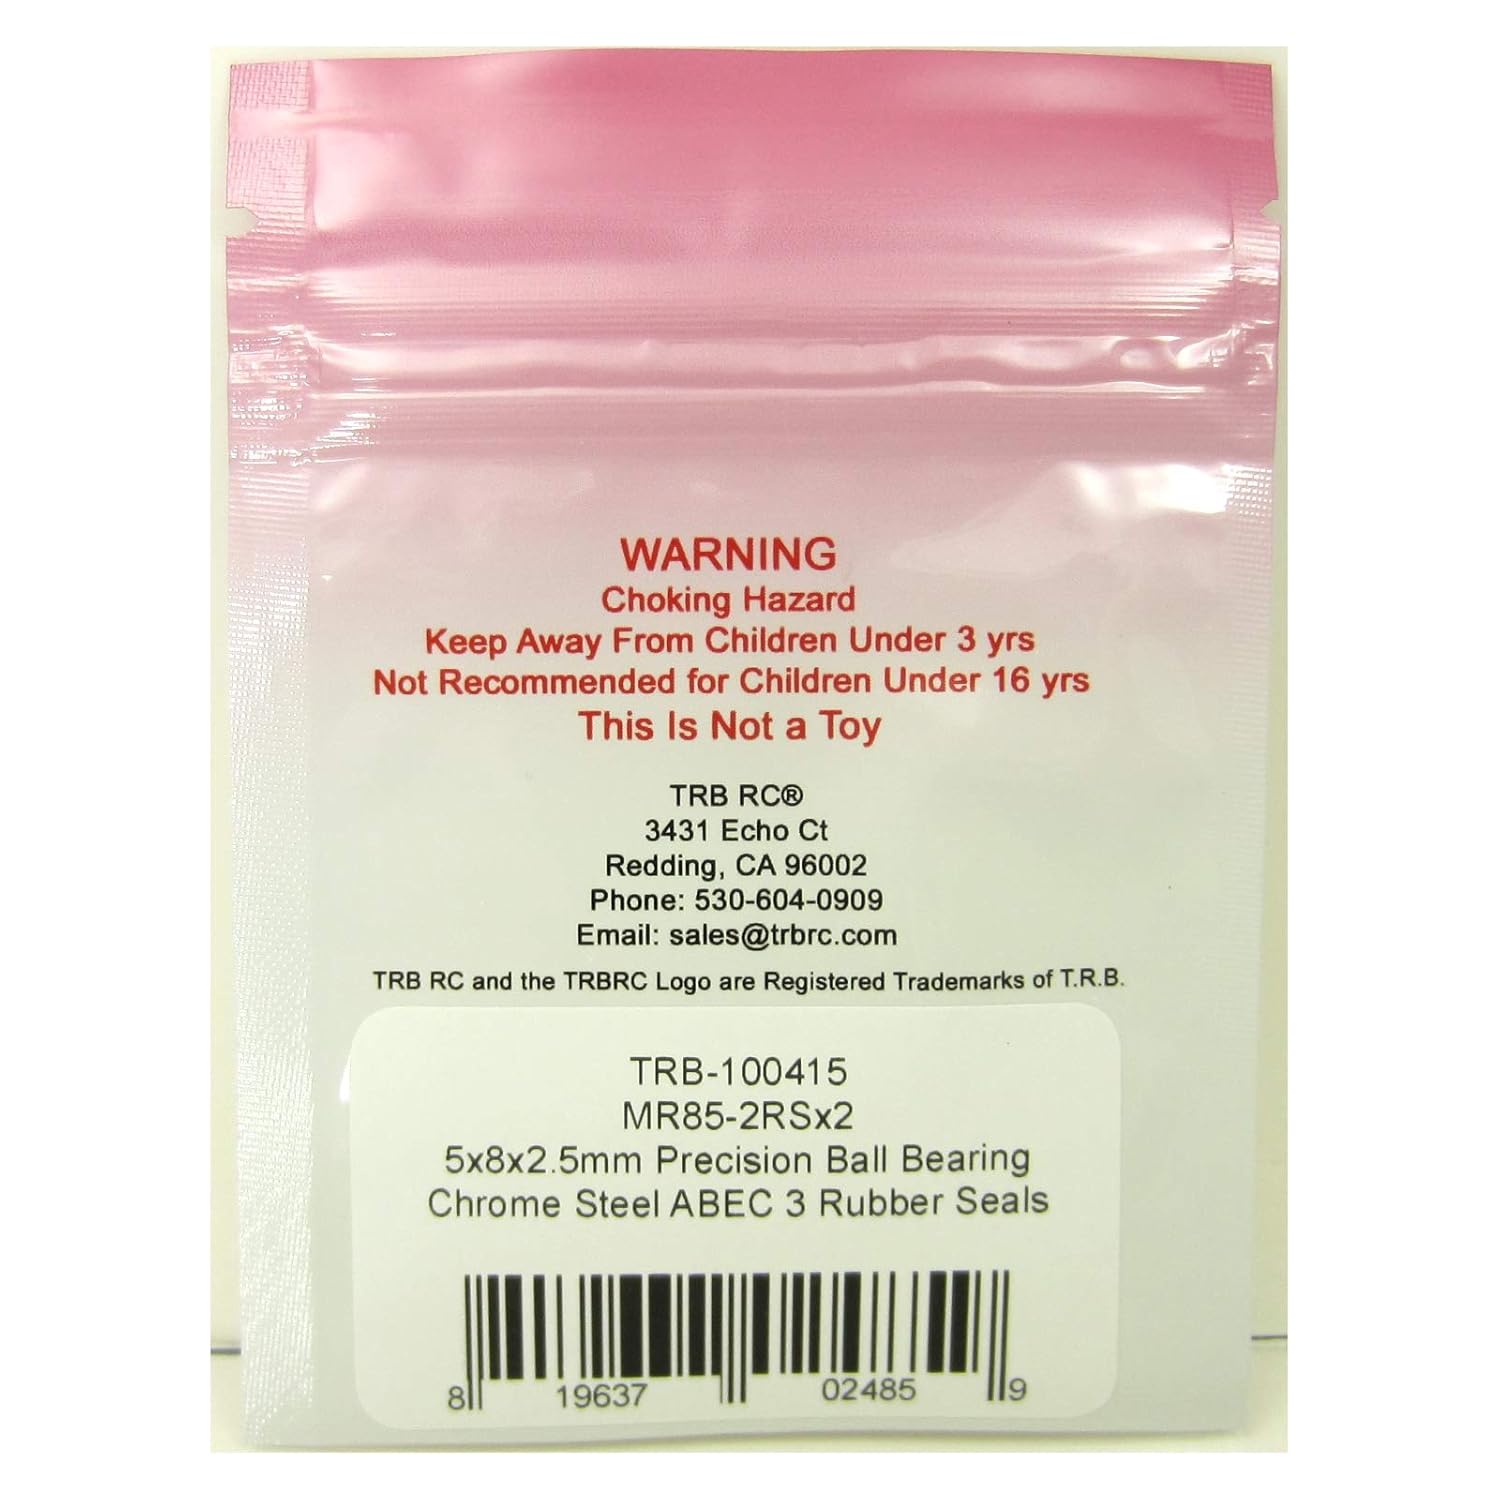 WARNING
Choking Hazard
Keep Away From Children Under 3 yrs
Not Recommended for Children Under 16 yrs
This Is Not a Toy
TRB RC®
3431 Echo Ct
Redding, CA 96002
Phone: 530-604-0909
Email: sales@trbrc.com
TRB RC and the TRBRC Logo are Registered Trademarks of T.R.B.
TRB-100415
MR85-2RSx2
5x8x2.5mm Precision Ball Bearing
Chrome Steel ABEC 3 Rubber Seals
8 19637 02485 9